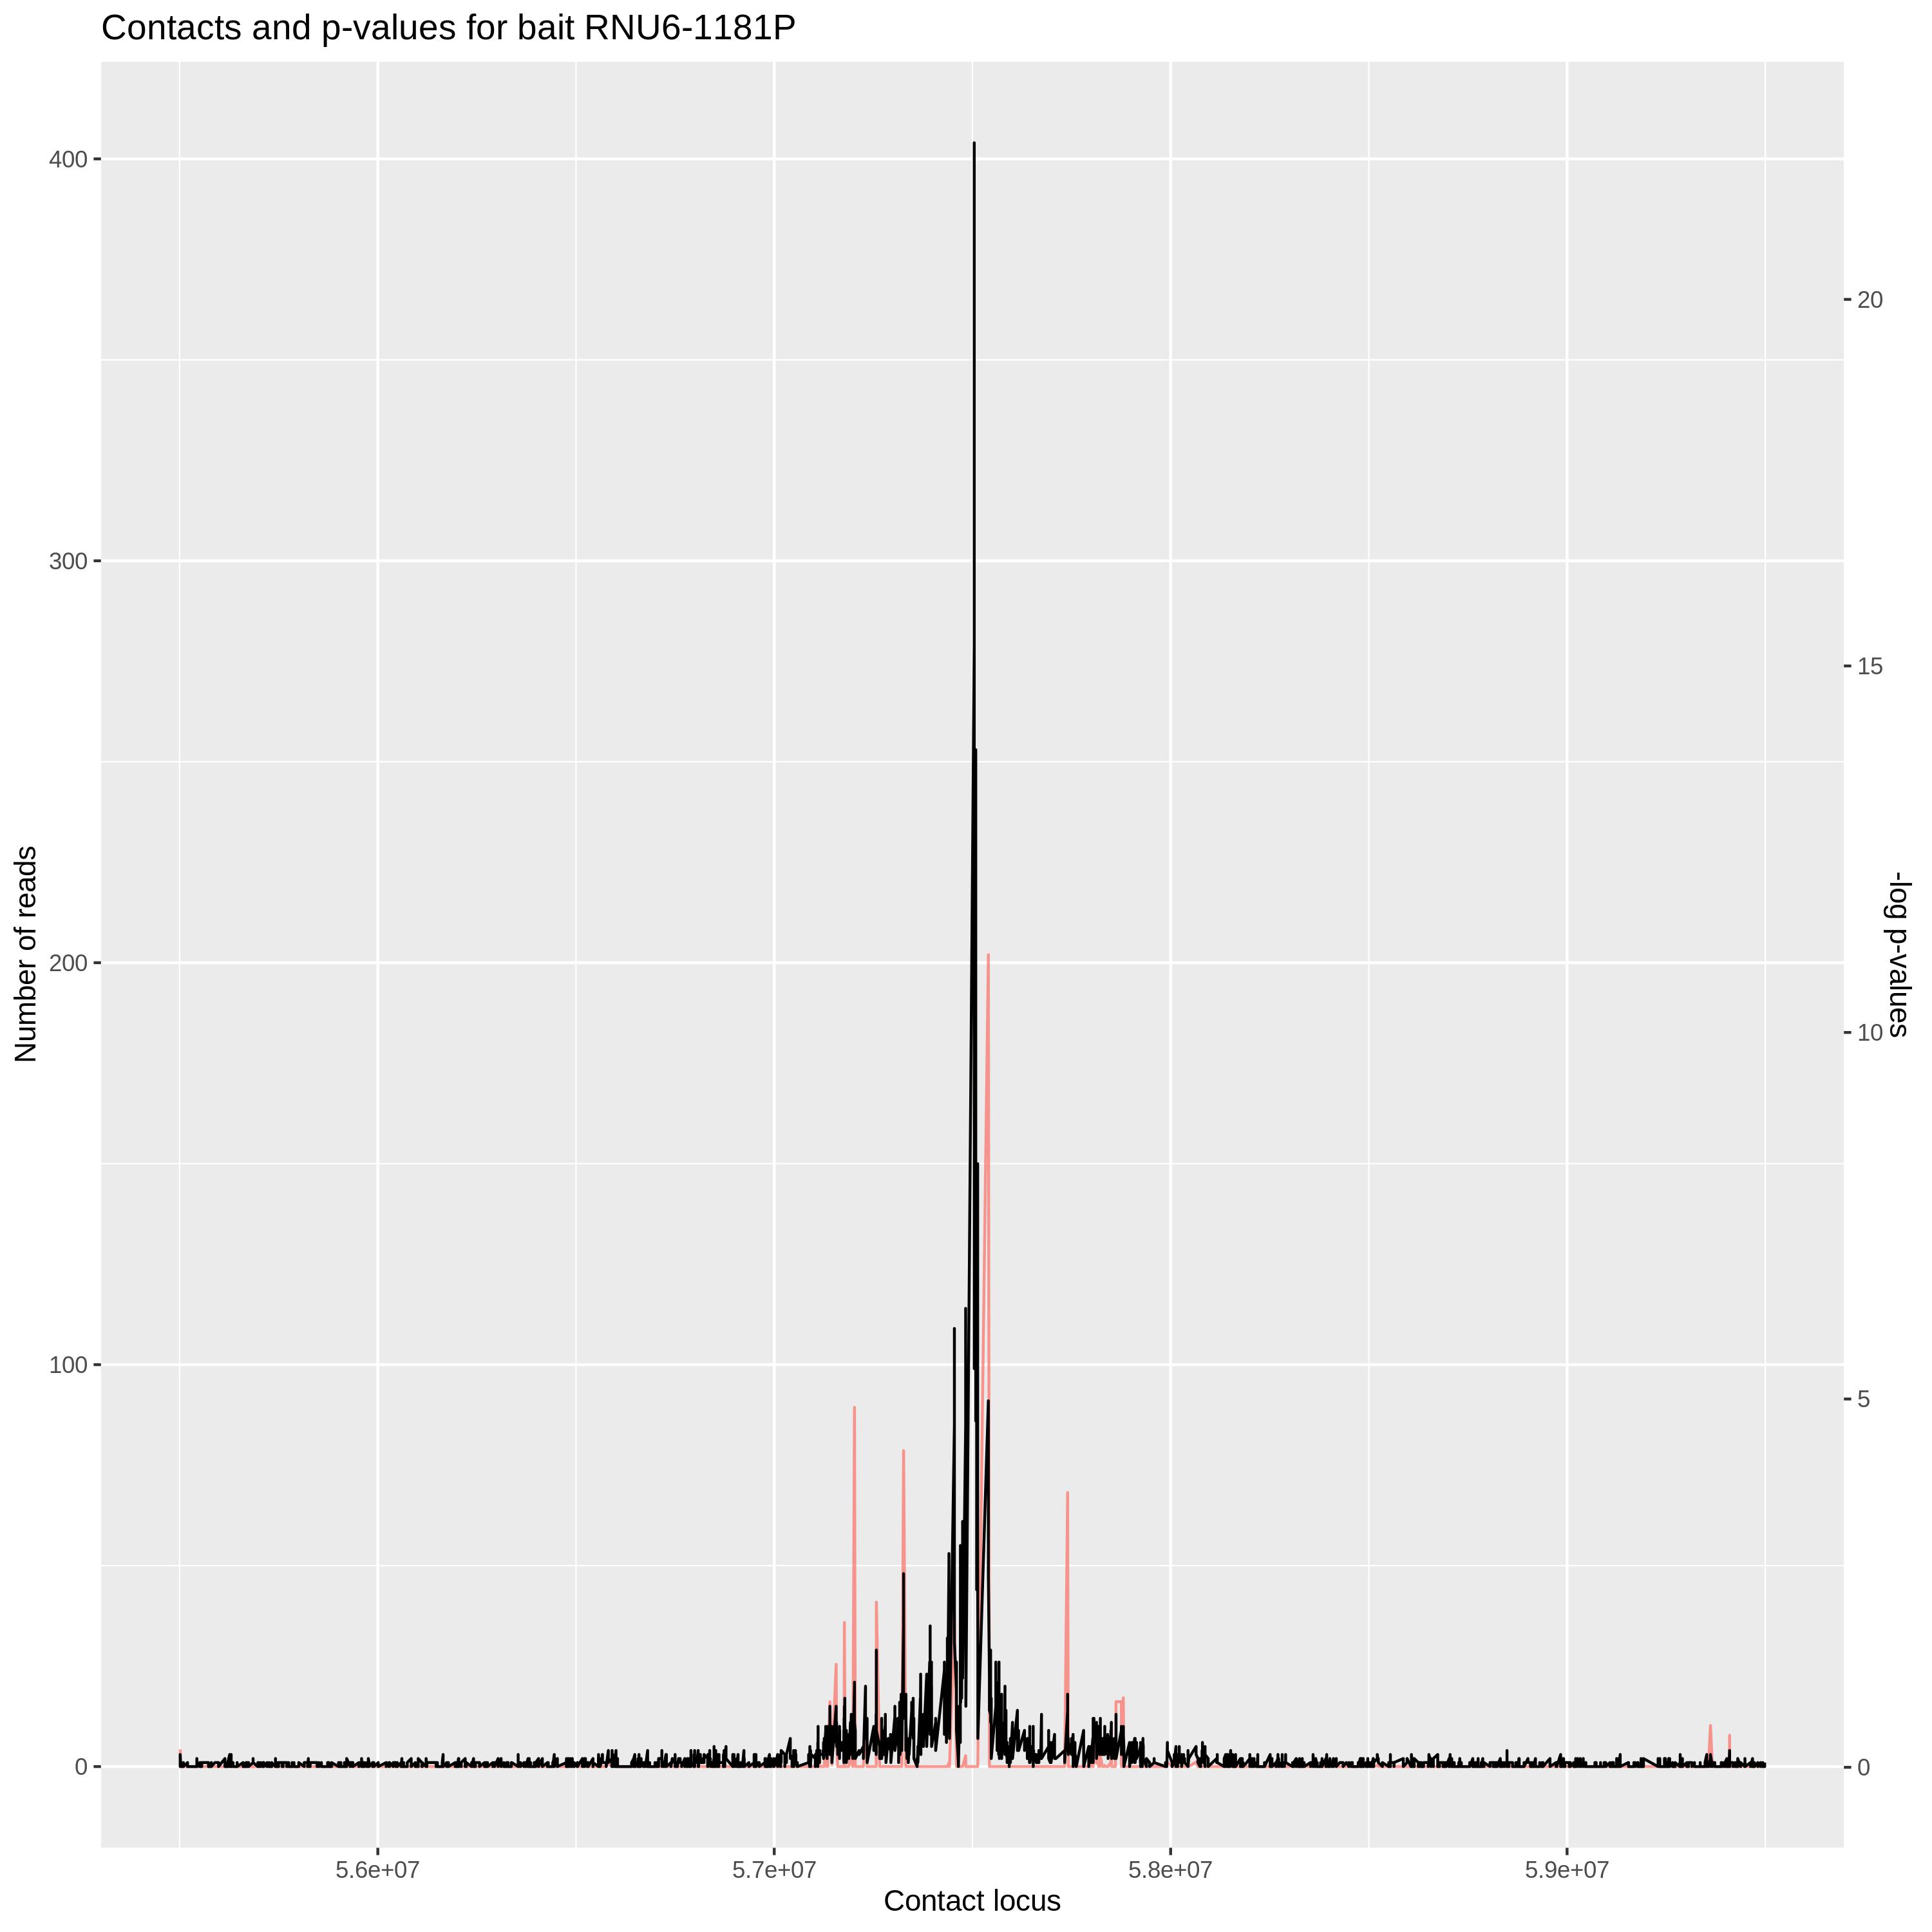 Contacts and p-values for bait RNU6-1181P
400
300
200
100
0
Number of reads
20
15
10
5
0
-log p-values
5.6e+07
5.7e+07
5.8e+07
5.9e+07
Contact locus